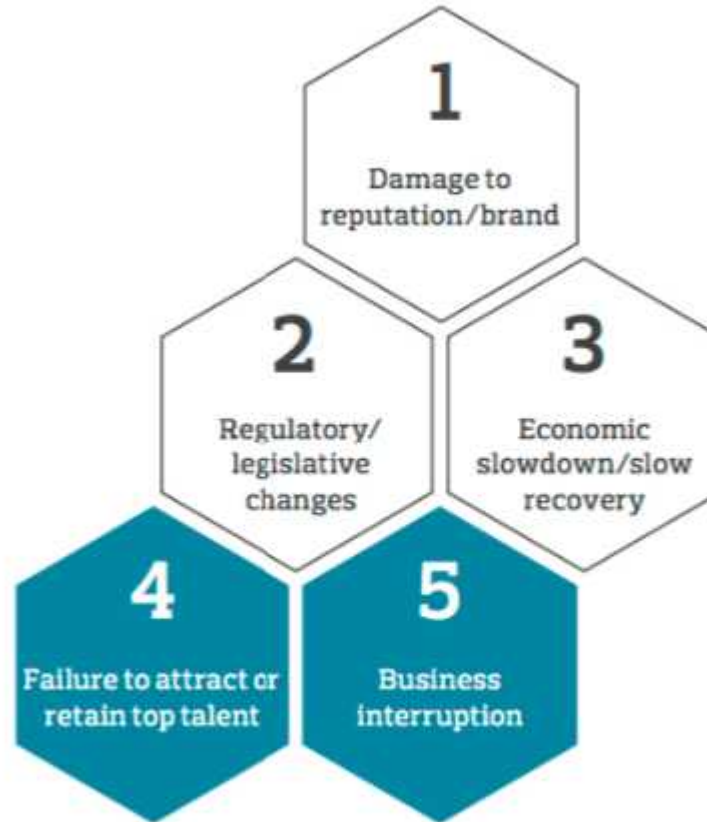 1
Damage to
reputation/brand
2
Regulatory/
legislative
changes
3
Economic
slowdown/slow
recovery
4
Failure to attract or
retain top talent
5
Business
interruption